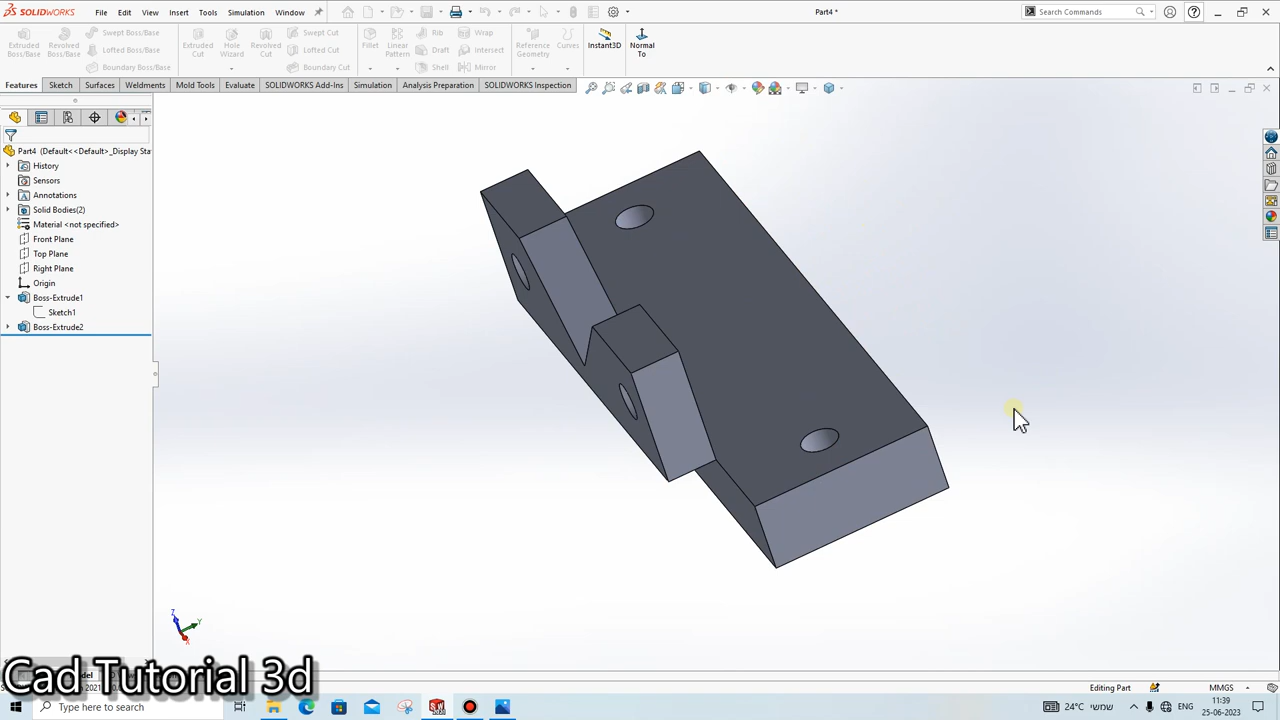 SOLIDWORKS File Edit View Insert Tools Simulation Window Part4 * Search Commands
Extruded Boss/Base Revolved Boss/Base Swept Boss/Base Lofted Boss/Base Boundary Boss/Base Extruded Cut Hole Wizard Revolved Cut Swept Cut Lofted Cut Boundary Cut Fillet Linear Pattern Rib Draft Shell Wrap Intersect Mirror Reference Geometry Curves Instant3D Normal To
Features Sketch Surfaces Weldments Mold Tools Evaluate SOLIDWORKS Add-Ins Simulation Analysis Preparation SOLIDWORKS Inspection
Part4 (Default<<Default>_Display Sta
History
Sensors
Annotations
Solid Bodies(2)
Material <not specified>
Front Plane
Top Plane
Right Plane
Origin
Boss-Extrude1
Sketch1
Boss-Extrude2
Z Y X
Cad Tutorial 3d
Editing Part MMGS
Type here to search 24°C שמשי ENG 11:39
25-06-2023